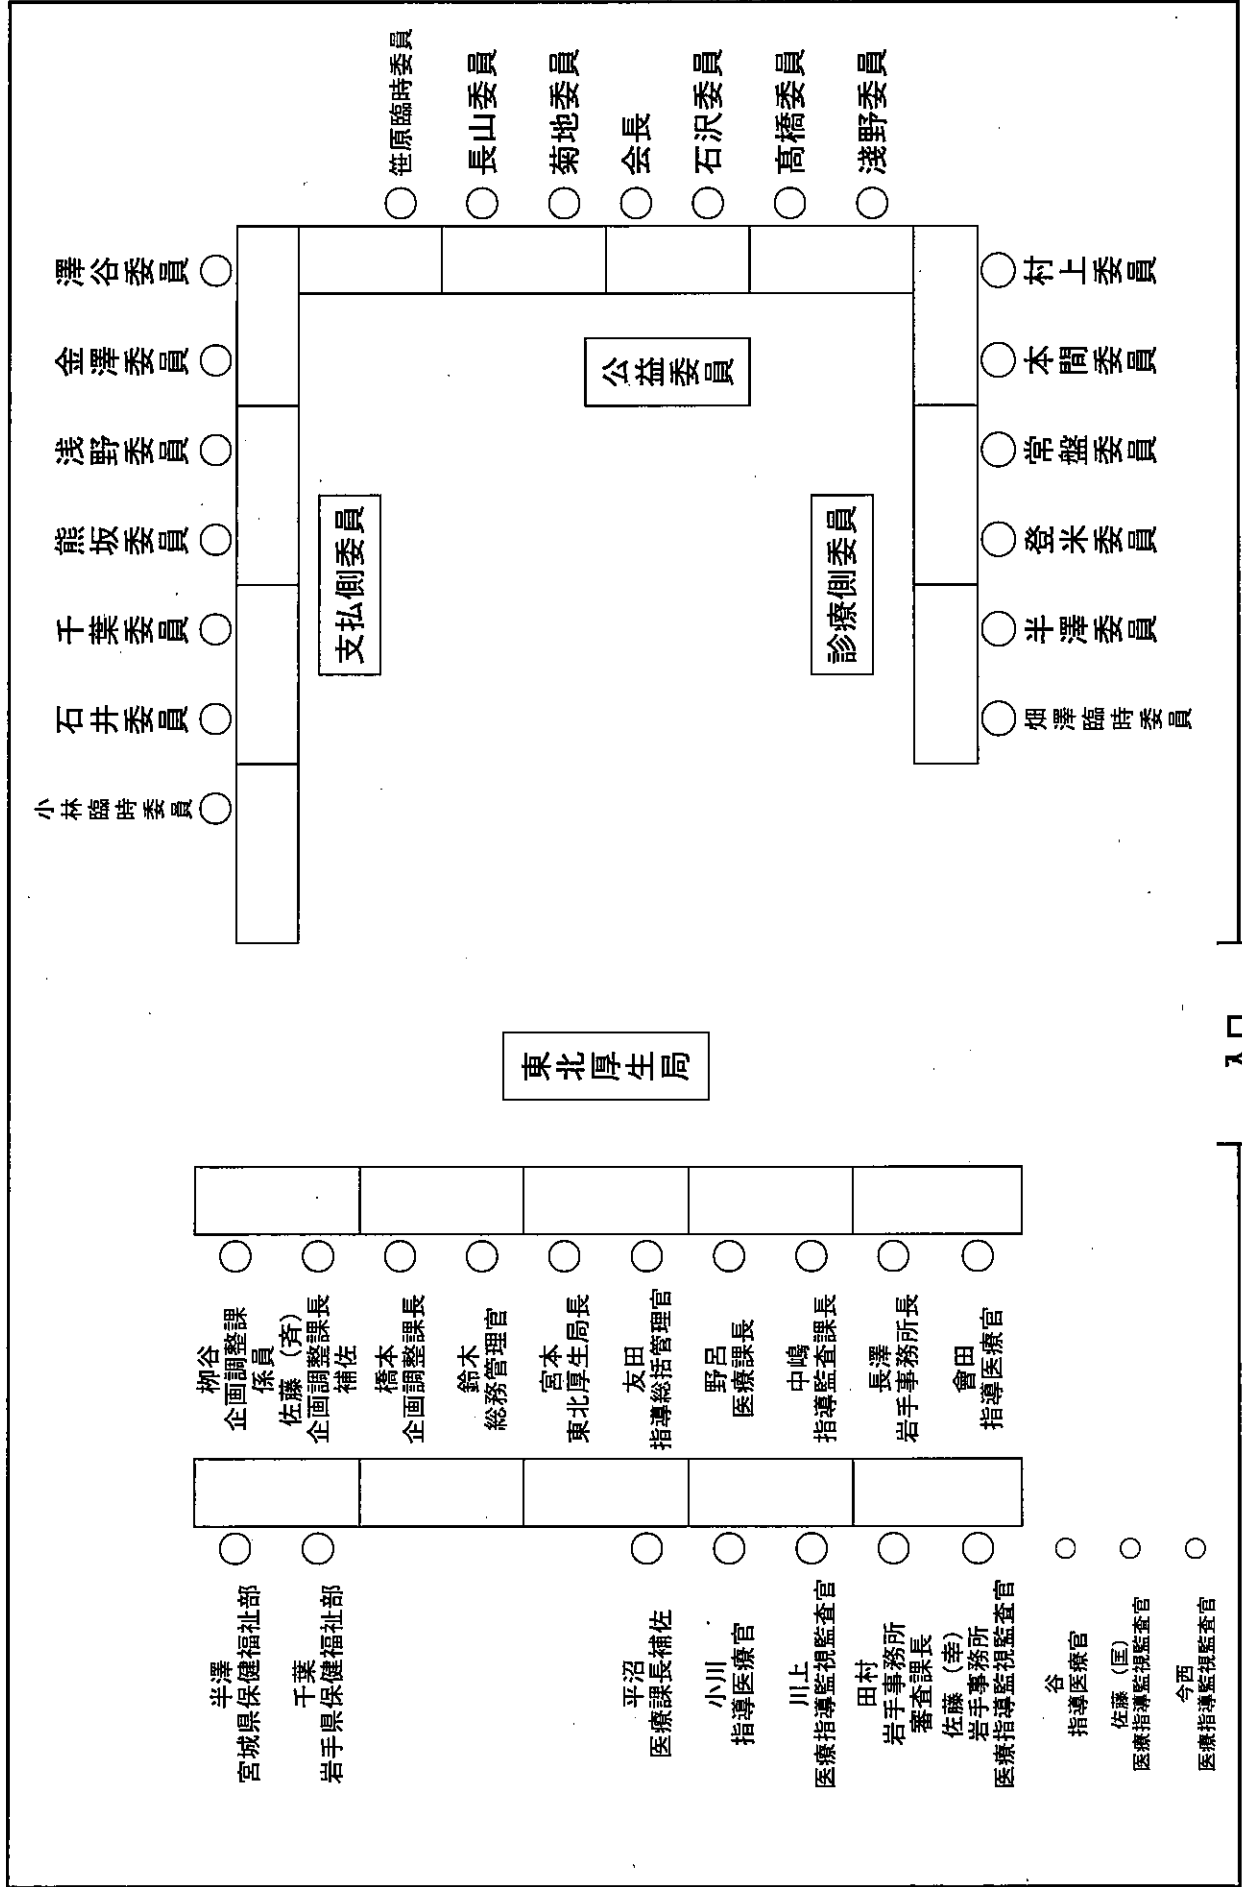 笹原臨時委員
長山委員
菊地委員
会長
石沢委員
髙橋委員
淺野委員
澤谷委員
金澤委員
浅野委員
熊坂委員
千葉委員
石井委員
小林臨時委員
村上委員
本間委員
常盤委員
登米委員
半澤委員
畑澤臨時委員
公益委員
支払側委員
診療側委員
東北厚生局
入口
栁谷
企画調整課
係員
佐藤（斉）
企画調整課長
補佐
橋本
企画調整課長
鈴木
総務管理官
宮本
東北厚生局長
友田
指導総括管理官
野呂
医療課長
中嶋
指導監査課長
長澤
岩手事務所長
會田
指導医療官
半澤
宮城県保健福祉部
千葉
岩手県保健福祉部
平沼
医療課長補佐
小川
指導医療官
川上
医療指導監視監査官
田村
岩手事務所
審査課長
佐藤（幸）
岩手事務所
医療指導監視監査官
谷
指導医療官
佐藤（匡）
医療指導監視監査官
今西
医療指導監視監査官